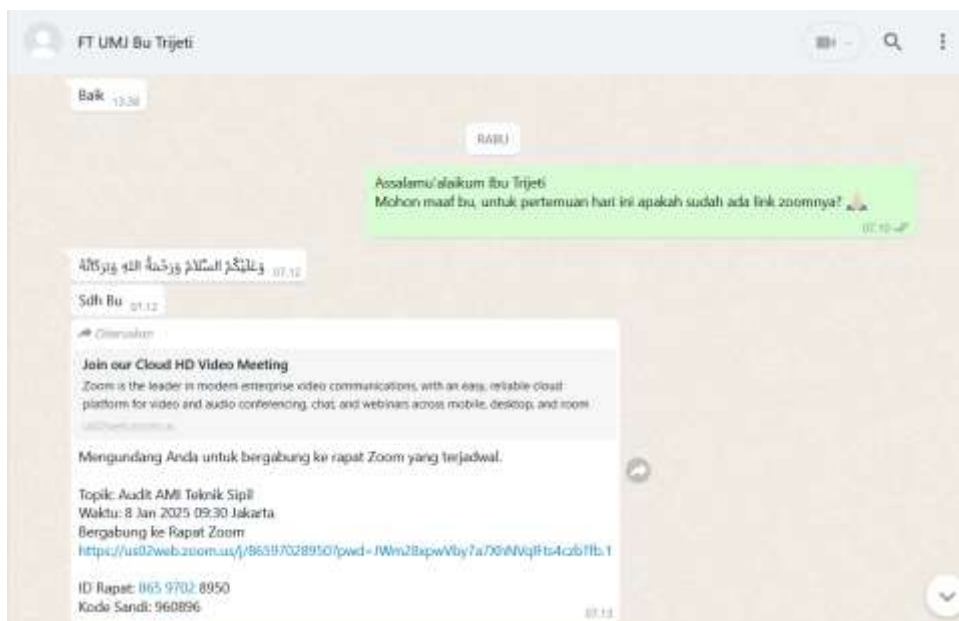 FT UMJ Bu Trijeti
Baik 13.30
RABU
Assalamu'alaikum Ibu Trijeti
Mohon maaf bu, untuk pertemuan hari ini apakah sudah ada link zoomnya? 🙏
07.10
وَعَلَيْكُمُ السَّلَامُ وَرَحْمَةُ اللهِ وَبَرَكَاتُهُ 07.12
Sdh Bu 07.12
Diteruskan
Join our Cloud HD Video Meeting
Zoom is the leader in modern enterprise video communications, with an easy, reliable cloud
platform for video and audio conferencing, chat, and webinars across mobile, desktop, and room
us02web.zoom.us
Mengundang Anda untuk bergabung ke rapat Zoom yang terjadwal.
Topik: Audit AMI Teknik Sipil
Waktu: 8 Jan 2025 09:30 Jakarta
Bergabung ke Rapat Zoom
ID Rapat: 865 9702 8950
Kode Sandi: 960896
07.13